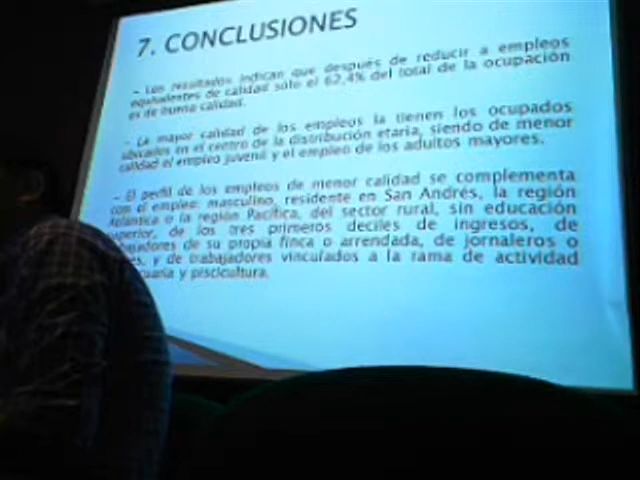 7. CONCLUSIONES
- Los resultados indican que después de reducir a empleos
equivalentes de calidad solo el 62,4% del total de la ocupación
es de buena calidad.
- La mayor calidad de los empleos la tienen los ocupados
ubicados en el centro de la distribución etaria, siendo de menor
calidad el empleo juvenil y el empleo de los adultos mayores.
- El perfil de los empleos de menor calidad se complementa
con el empleo: masculino, residente en San Andrés, la región
Atlántica o la región Pacífica, del sector rural, sin educación
superior, de los tres primeros deciles de ingresos, de
de su propia finca o arrendada, de jornaleros o
y de trabajadores vinculados a la rama de actividad
y piscicultura.